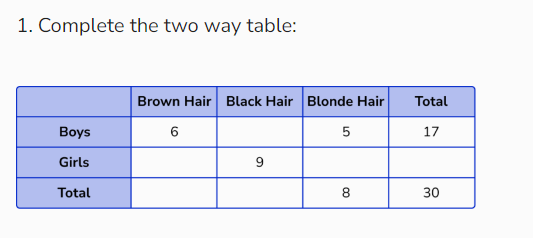 1. Complete the two way table:
Brown Hair Black Hair Blonde Hair Total
Boys 6 5 17
Girls 9
Total 8 30